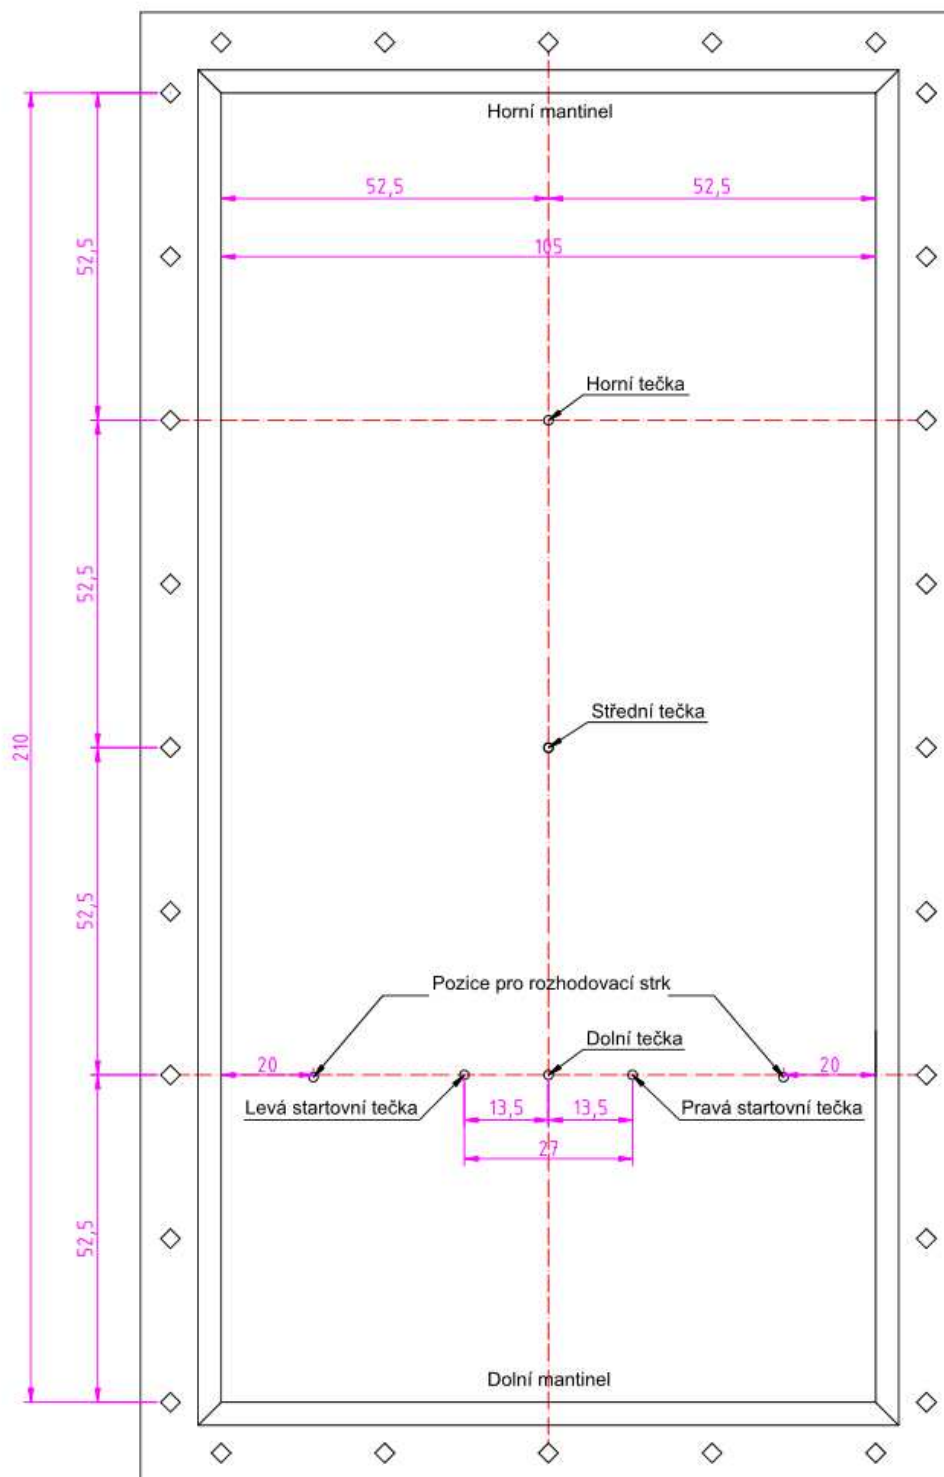 Horní mantinel
52,5
52,5
105
52,5
Horní tečka
52,5
Střední tečka
210
52,5
Pozice pro rozhodovací strk
Dolní tečka
20
20
Levá startovní tečka
13,5
13,5
Pravá startovní tečka
27
52,5
Dolní mantinel